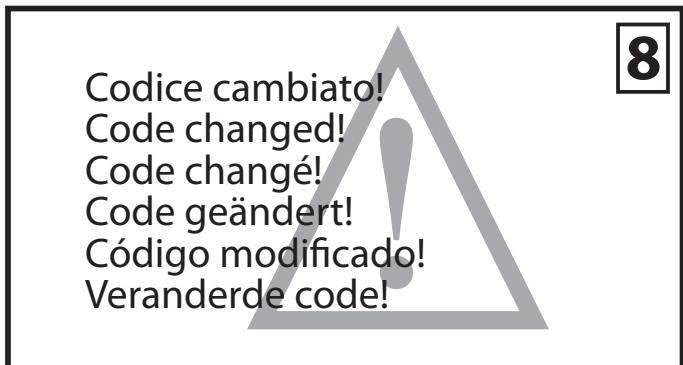 8
Codice cambiato!
Code changed!
Code changé!
Code geändert!
Código modificado!
Veranderde code!